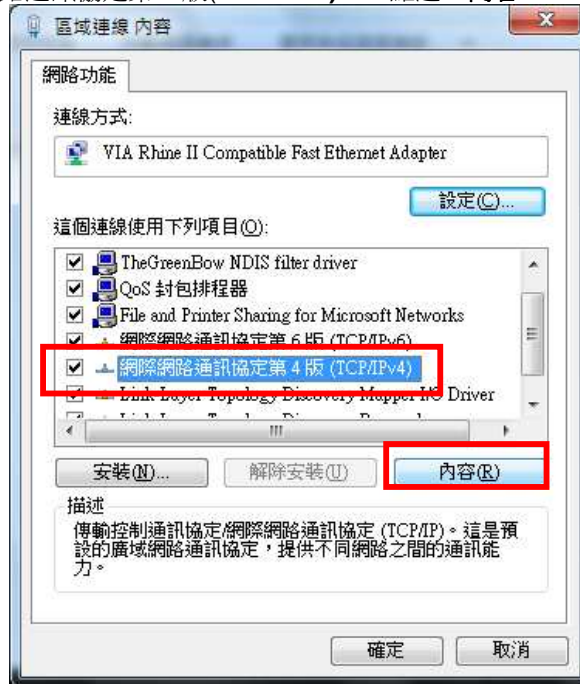 區域連線 內容
網路功能
連線方式:
VIA Rhine II Compatible Fast Ethernet Adapter
設定(C)...
這個連線使用下列項目(O):
TheGreenBow NDIS filter driver
QoS 封包排程器
File and Printer Sharing for Microsoft Networks
網際網路通訊協定第 6 版 (TCP/IPv6)
網際網路通訊協定第 4 版 (TCP/IPv4)
Link-Layer Topology Discovery Mapper I/O Driver
安裝(N)...
解除安裝(U)
內容(R)
描述
傳輸控制通訊協定/網際網路通訊協定 (TCP/IP)。這是預
設的廣域網路通訊協定，提供不同網路之間的通訊能
力。
確定
取消